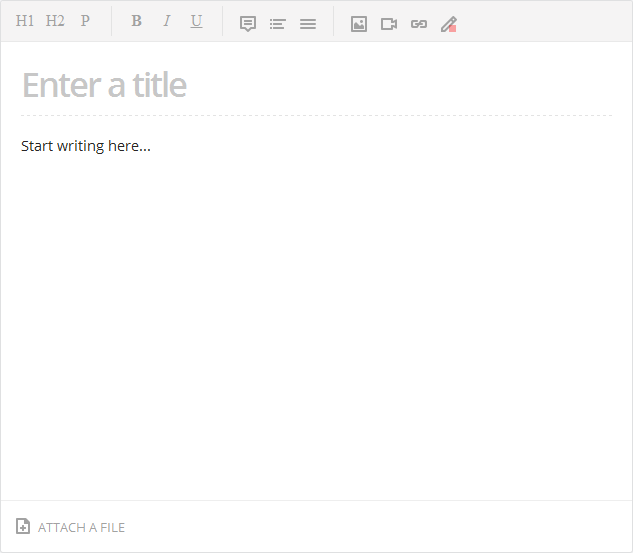 H1 H2 P B I U
Enter a title
Start writing here...
ATTACH A FILE